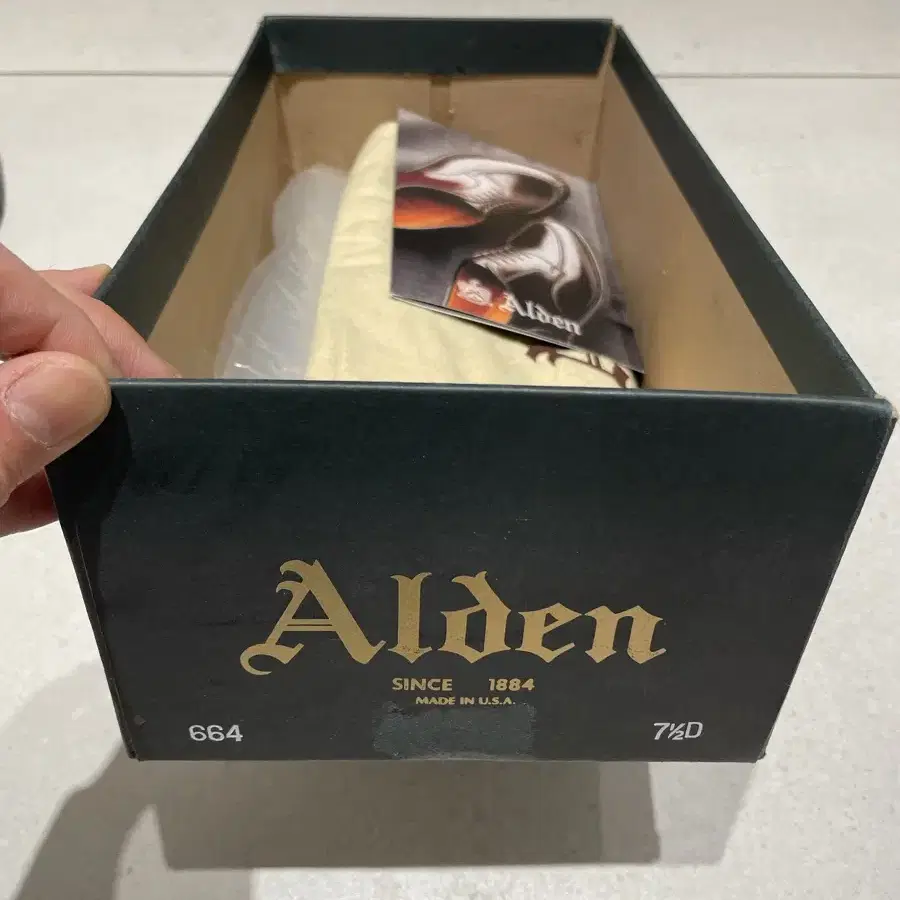 Alden
Alden
SINCE 1884
MADE IN U.S.A.
664
7½D